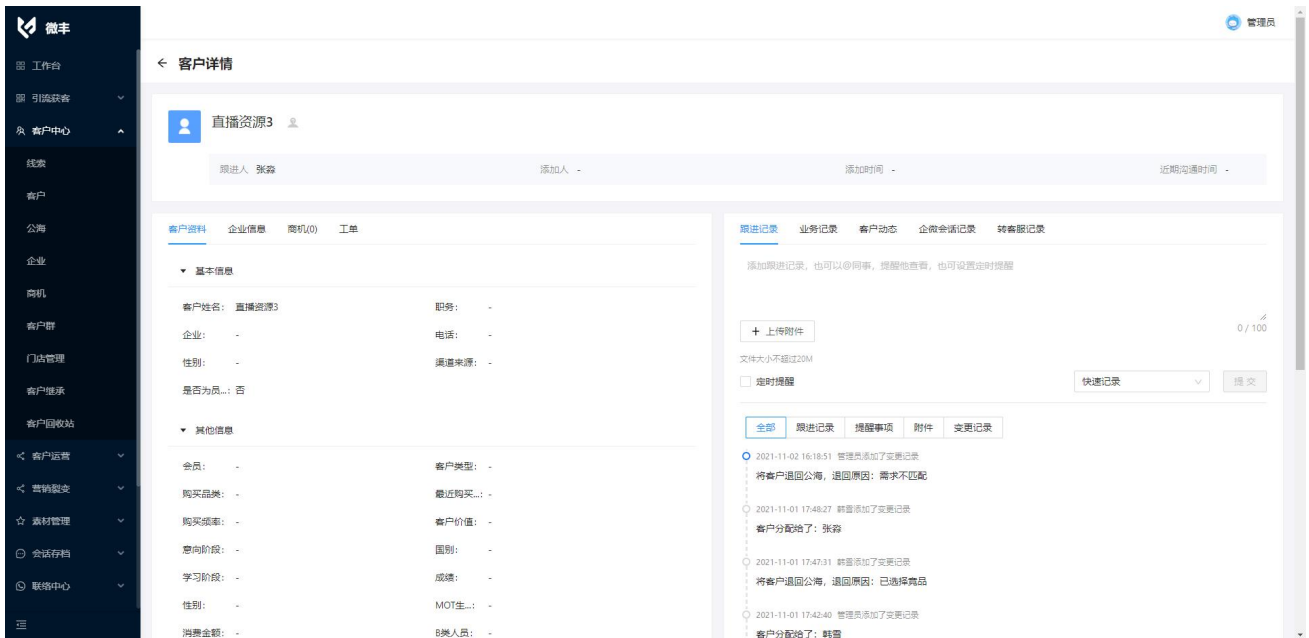 微丰
管理员
工作台
引流获客
客户中心
线索
客户
公海
企业
商机
客户群
门店管理
客户继承
客户回收站
客户运营
营销裂变
素材管理
会话存档
联络中心
← 客户详情
直播资源3
跟进人 张淼 添加人 - 添加时间 - 近期沟通时间 -
客户资料 企业信息 商机(0) 工单
基本信息
客户姓名: 直播资源3 职务: -
企业: - 电话: -
性别: - 渠道来源: -
是否为员...: 否
其他信息
会员: - 客户类型: -
购买品类: - 最近购买...: -
购买频率: - 客户价值: -
意向阶段: - 国别: -
学习阶段: - 成绩: -
性别: - MOT生...: -
消费金额: - B类人员: -
跟进记录 业务记录 客户动态 企微会话记录 转客服记录
添加跟进记录,也可以@同事,提醒他查看,也可设置定时提醒
0 / 100
+ 上传附件
文件大小不超过20M
定时提醒 快速记录 提交
全部 跟进记录 提醒事项 附件 变更记录
2021-11-02 16:18:51 管理员添加了变更记录
将客户退回公海,退回原因:需求不匹配
2021-11-01 17:48:27 韩雪添加了变更记录
客户分配给了:张淼
2021-11-01 17:47:31 韩雪添加了变更记录
将客户退回公海,退回原因:已选择竞品
2021-11-01 17:42:40 管理员添加了变更记录
客户分配给了:韩雪